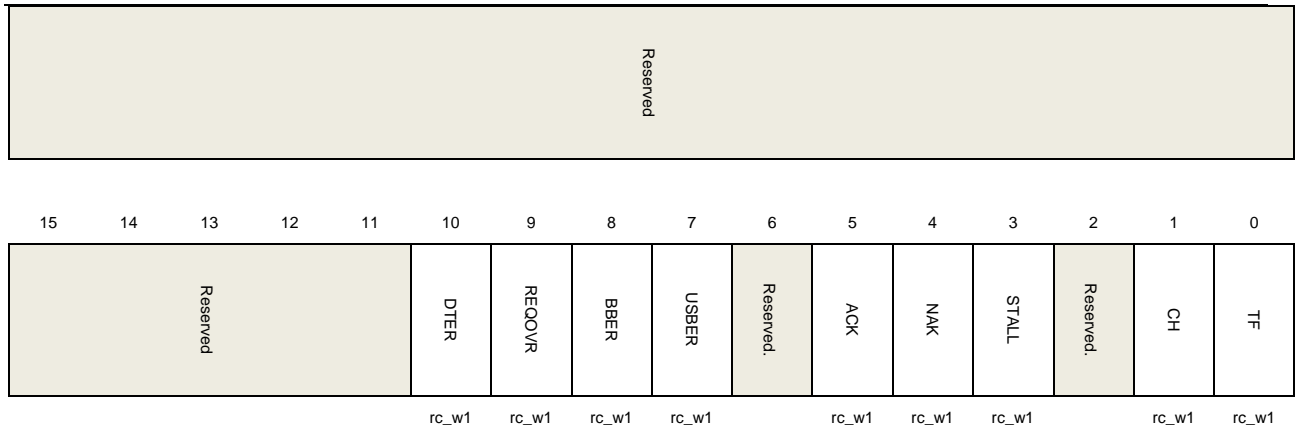 Reserved
15 14 13 12 11 10 9 8 7 6 5 4 3 2 1 0
Reserved DTER REQOVR BBER USBER Reserved. ACK NAK STALL Reserved. CH TF
rc_w1 rc_w1 rc_w1 rc_w1 rc_w1 rc_w1 rc_w1 rc_w1 rc_w1